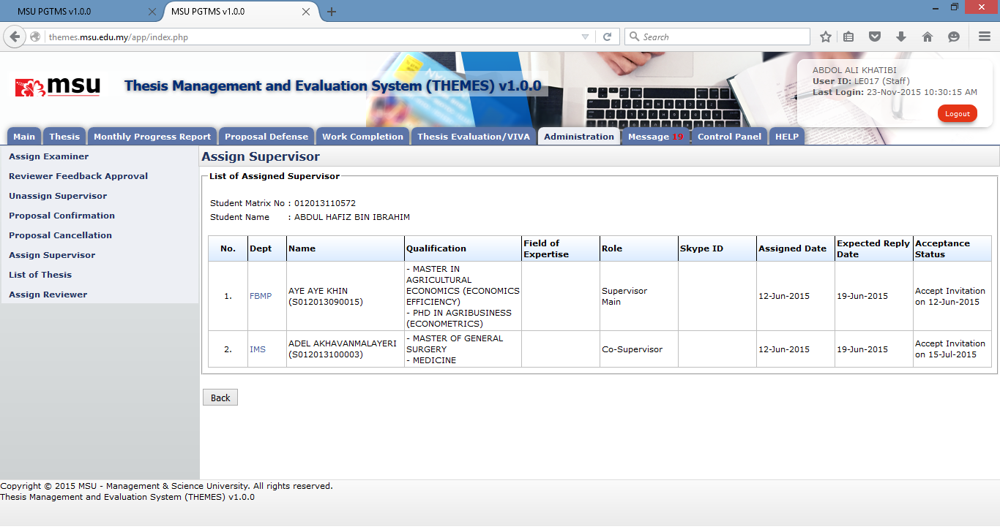 MSU PGTMS v1.0.0
MSU PGTMS v1.0.0
themes.msu.edu.my/app/index.php
Search
msu
Thesis Management and Evaluation System (THEMES) v1.0.0
ABDOL ALI KHATIBI
User ID: LE017 (Staff)
Last Login: 23-Nov-2015 10:30:15 AM
Logout
Main Thesis Monthly Progress Report Proposal Defense Work Completion Thesis Evaluation/VIVA Administration Message 19 Control Panel HELP
Assign Examiner
Reviewer Feedback Approval
Unassign Supervisor
Proposal Confirmation
Proposal Cancellation
Assign Supervisor
List of Thesis
Assign Reviewer
Assign Supervisor
List of Assigned Supervisor
Student Matrix No : 012013110572
Student Name : ABDUL HAFIZ BIN IBRAHIM
No. Dept Name Qualification Field of Expertise Role Skype ID Assigned Date Expected Reply Date Acceptance Status
1.
FBMP
AYE AYE KHIN
(S012013090015)
- MASTER IN
AGRICULTURAL
ECONOMICS (ECONOMICS
EFFICIENCY)
- PHD IN AGRIBUSINESS
(ECONOMETRICS)
Supervisor
Main
12-Jun-2015
19-Jun-2015
Accept Invitation
on 12-Jun-2015
2.
IMS
ADEL AKHAVANMALAYERI
(S012013100003)
- MASTER OF GENERAL
SURGERY
- MEDICINE
Co-Supervisor
12-Jun-2015
19-Jun-2015
Accept Invitation
on 15-Jul-2015
Back
Copyright © 2015 MSU - Management & Science University. All rights reserved.
Thesis Management and Evaluation System (THEMES) v1.0.0